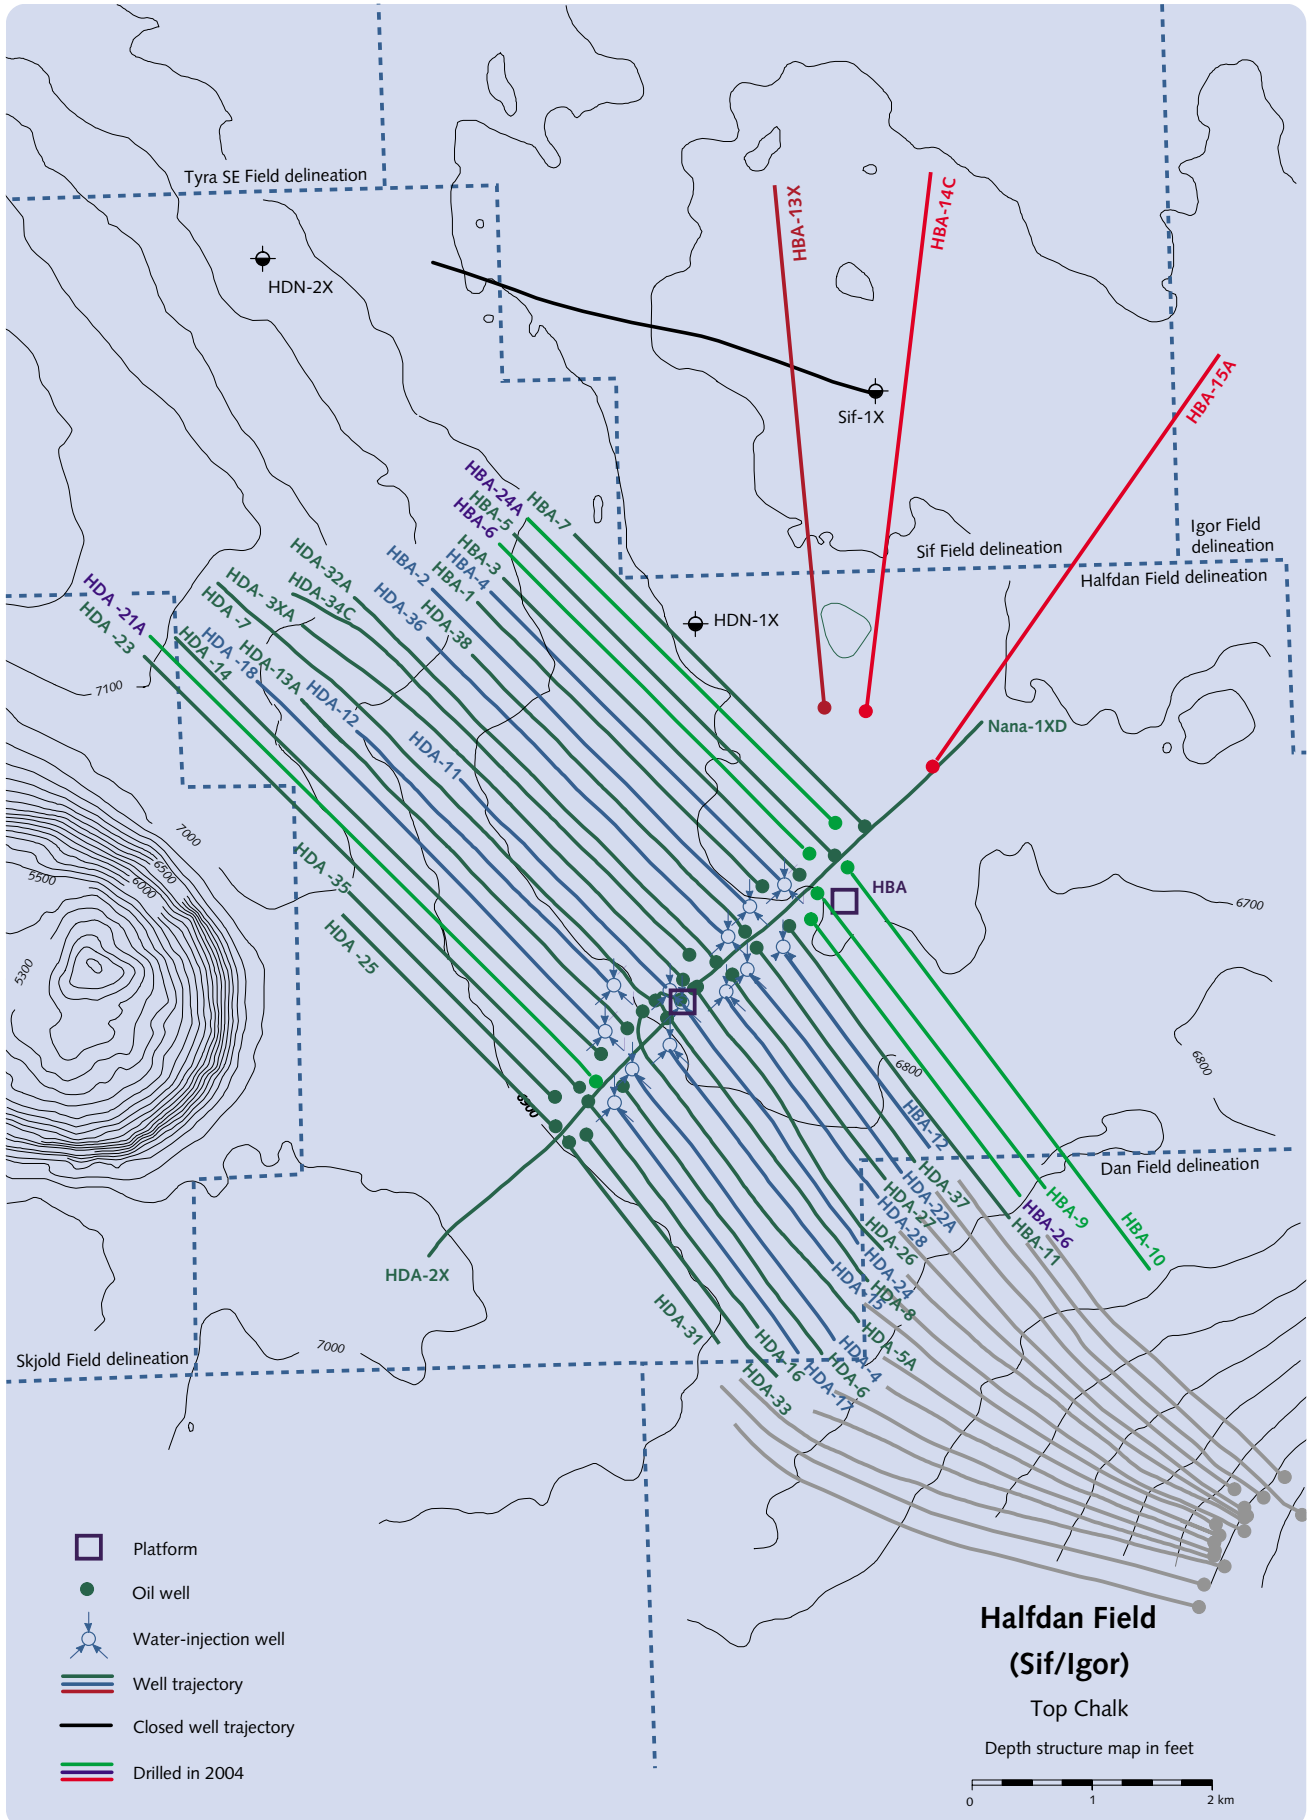 Tyra SE Field delineation
HDN-2X
HBA-13X
HBA-14C
Sif-1X
HBA-15A
Igor Field
delineation
Sif Field delineation
Halfdan Field delineation
HBA-24A
HBA-7
HBA-5
HBA-6
HBA-3
HBA-4
HBA-1
HBA-2
HDA-32A
HDA-34C
HDA-36
HDA-38
HDA- 3XA
HDA -7
HDA -21A
HDA -23
HDA -14
HDA -18
HDA-13A
HDA-12
HDA-11
HDN-1X
7100
Nana-1XD
7000
6500
6000
5500
5300
HDA -35
HDA -25
HBA
6700
6800
6800
6900
HBA-12
Dan Field delineation
HDA-37
HDA-22A
HDA-27
HDA-28
HDA-26
HDA-24
HDA-15
HDA-8
HBA-9
HBA-26
HBA-11
HBA-10
HDA-2X
HDA-31
HDA-16
HDA-33
HDA-17
HDA-6
HDA-4
HDA-5A
7000
Skjold Field delineation
Platform
Oil well
Water-injection well
Well trajectory
Closed well trajectory
Drilled in 2004
Halfdan Field
(Sif/Igor)
Top Chalk
Depth structure map in feet
0 1 2 km